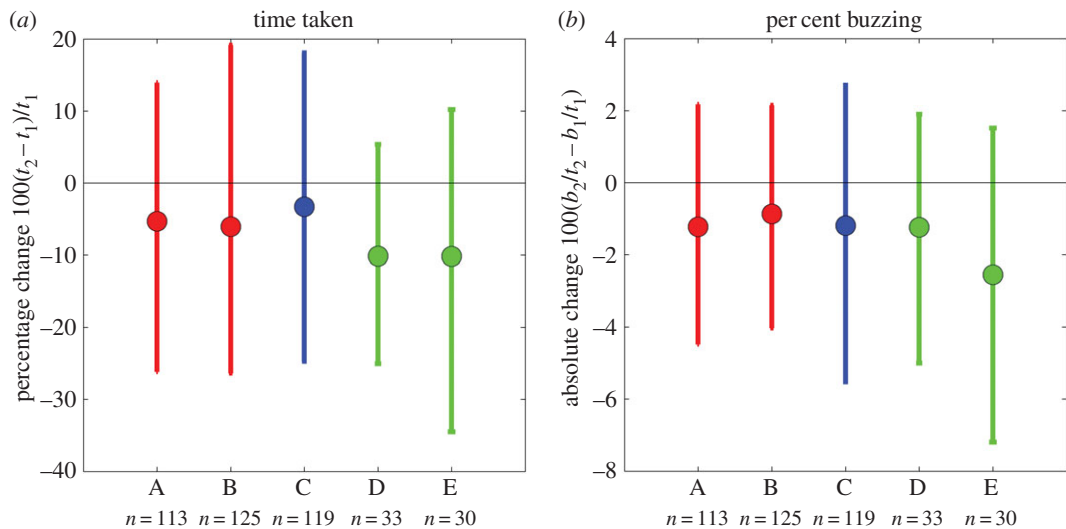 (a) time taken
percentage change 100(t₂ – t₁)/t₁
20
10
0
–10
–20
–30
–40
A B C D E
n = 113 n = 125 n = 119 n = 33 n = 30
(b) per cent buzzing
absolute change 100(b₂/t₂ – b₁/t₁)
4
2
0
–2
–4
–6
–8
A B C D E
n = 113 n = 125 n = 119 n = 33 n = 30